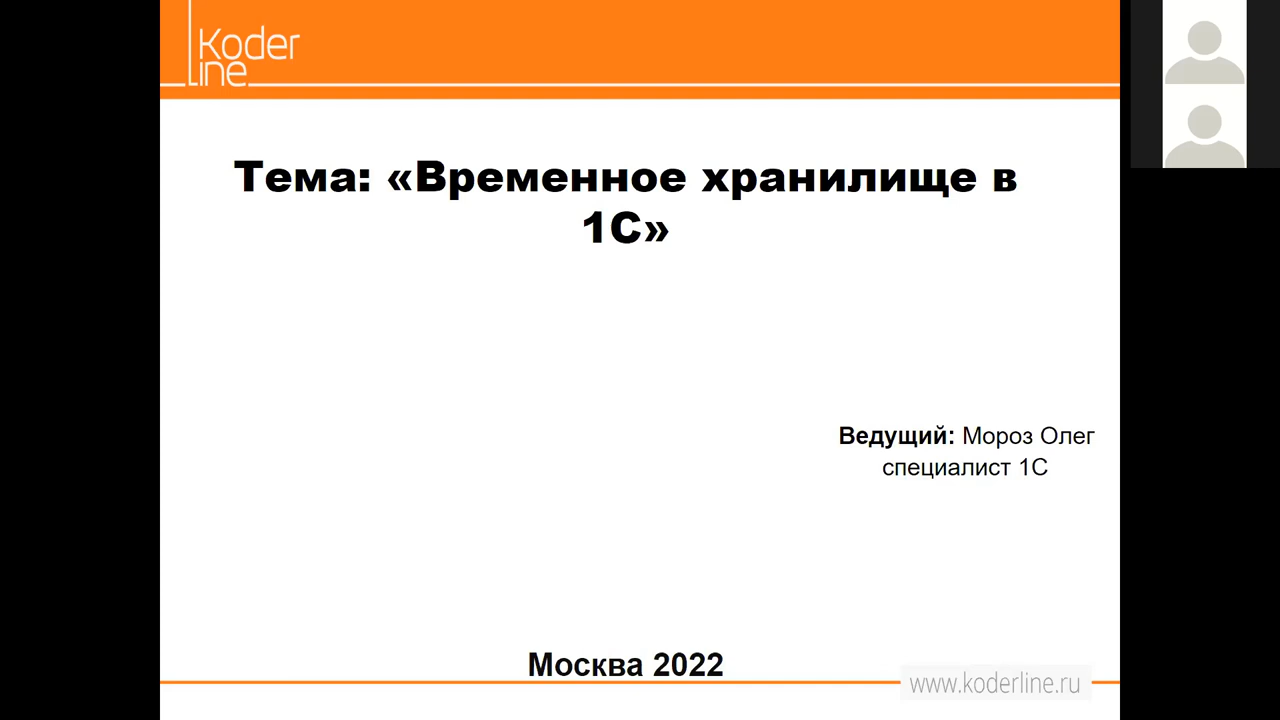 Koder
line
Тема: «Временное хранилище в
1С»
Ведущий: Мороз Олег
специалист 1С
Москва 2022
www.koderline.ru